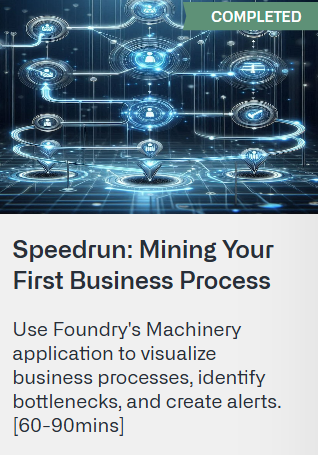 COMPLETED
Speedrun: Mining Your
First Business Process
Use Foundry's Machinery
application to visualize
business processes, identify
bottlenecks, and create alerts.
[60-90mins]